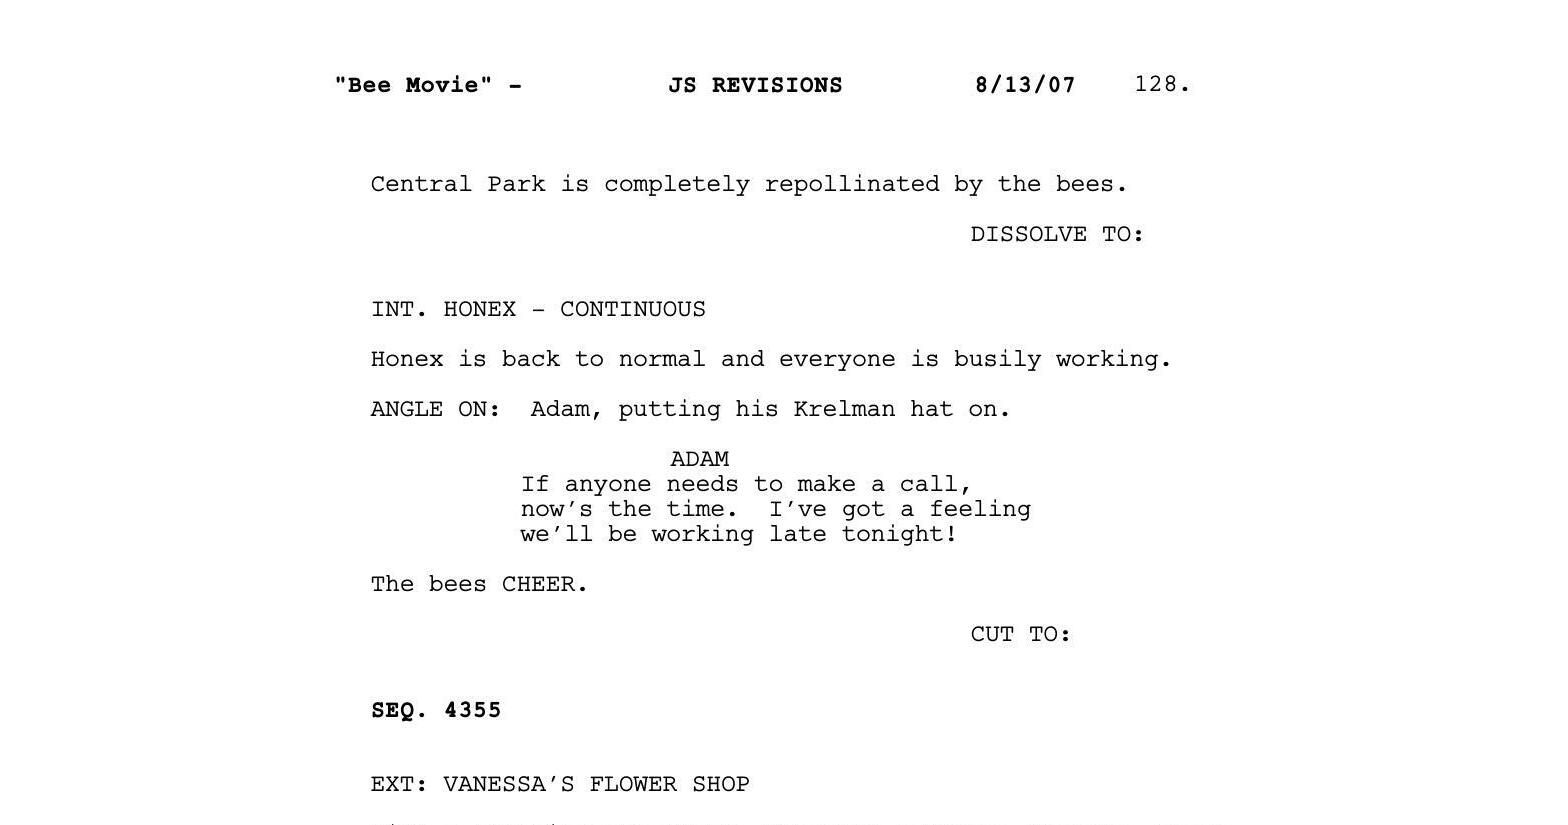 "Bee Movie" - JS REVISIONS 8/13/07 128.
Central Park is completely repollinated by the bees.
DISSOLVE TO:
INT. HONEX - CONTINUOUS
Honex is back to normal and everyone is busily working.
ANGLE ON:  Adam, putting his Krelman hat on.
ADAM
If anyone needs to make a call,
now's the time.  I've got a feeling
we'll be working late tonight!
The bees CHEER.
CUT TO:
SEQ. 4355
EXT: VANESSA'S FLOWER SHOP